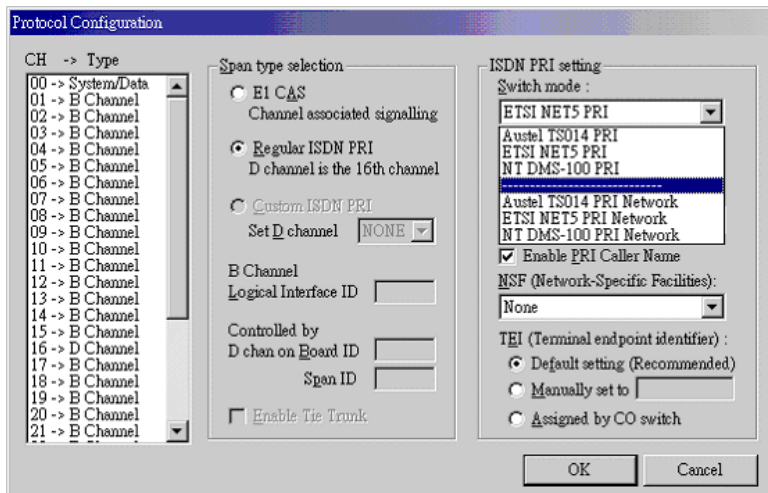 Protocol Configuration
CH -> Type
00 -> System/Data
01 -> B Channel
02 -> B Channel
03 -> B Channel
04 -> B Channel
05 -> B Channel
06 -> B Channel
07 -> B Channel
08 -> B Channel
09 -> B Channel
10 -> B Channel
11 -> B Channel
12 -> B Channel
13 -> B Channel
14 -> B Channel
15 -> B Channel
16 -> D Channel
17 -> B Channel
18 -> B Channel
19 -> B Channel
20 -> B Channel
21 -> B Channel
Span type selection
E1 CAS
Channel associated signalling
Regular ISDN PRI
D channel is the 16th channel
Custom ISDN PRI
Set D channel NONE
B Channel
Logical Interface ID
Controlled by
D chan on Board ID
Span ID
Enable Tie Trunk
ISDN PRI setting
Switch mode :
ETSI NET5 PRI
Austel TS014 PRI
ETSI NET5 PRI
NT DMS-100 PRI
----------------------------
Austel TS014 PRI Network
ETSI NET5 PRI Network
NT DMS-100 PRI Network
Enable PRI Caller Name
NSF (Network-Specific Facilities):
None
TEI (Terminal endpoint identifier) :
Default setting (Recommended)
Manually set to
Assigned by CO switch
OK
Cancel